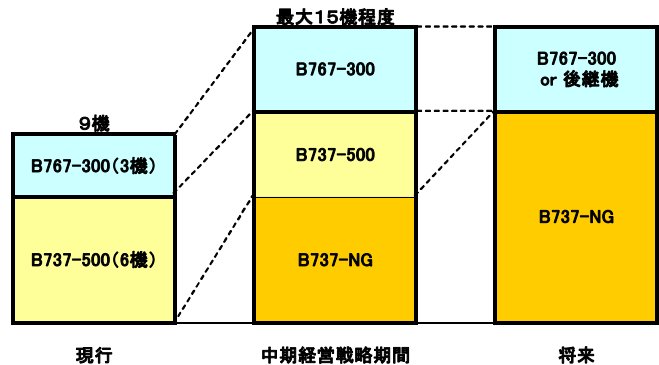 ９機
B767-300（3機）
B737-500（6機）
現行
最大１５機程度
B767-300
B737-500
B737-NG
中期経営戦略期間
B767-300
or 後継機
B737-NG
将来